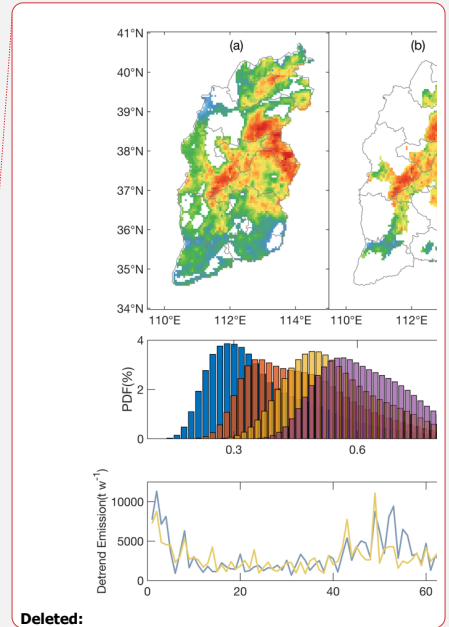 41°N
(a)
(b)
40°N
39°N
38°N
37°N
36°N
35°N
34°N
110°E 112°E 114°E 110°E 112°E
4
2
0
PDF(%)
0.3 0.6
10000
5000
0
Detrend Emission(t w⁻¹)
0 20 40 60
Deleted: